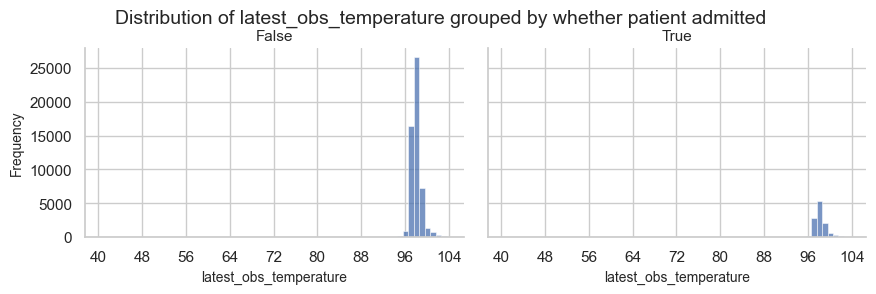 Distribution of latest_obs_temperature grouped by whether patient admitted
False
True
25000
20000
15000
10000
5000
0
Frequency
40 48 56 64 72 80 88 96 104
40 48 56 64 72 80 88 96 104
latest_obs_temperature
latest_obs_temperature